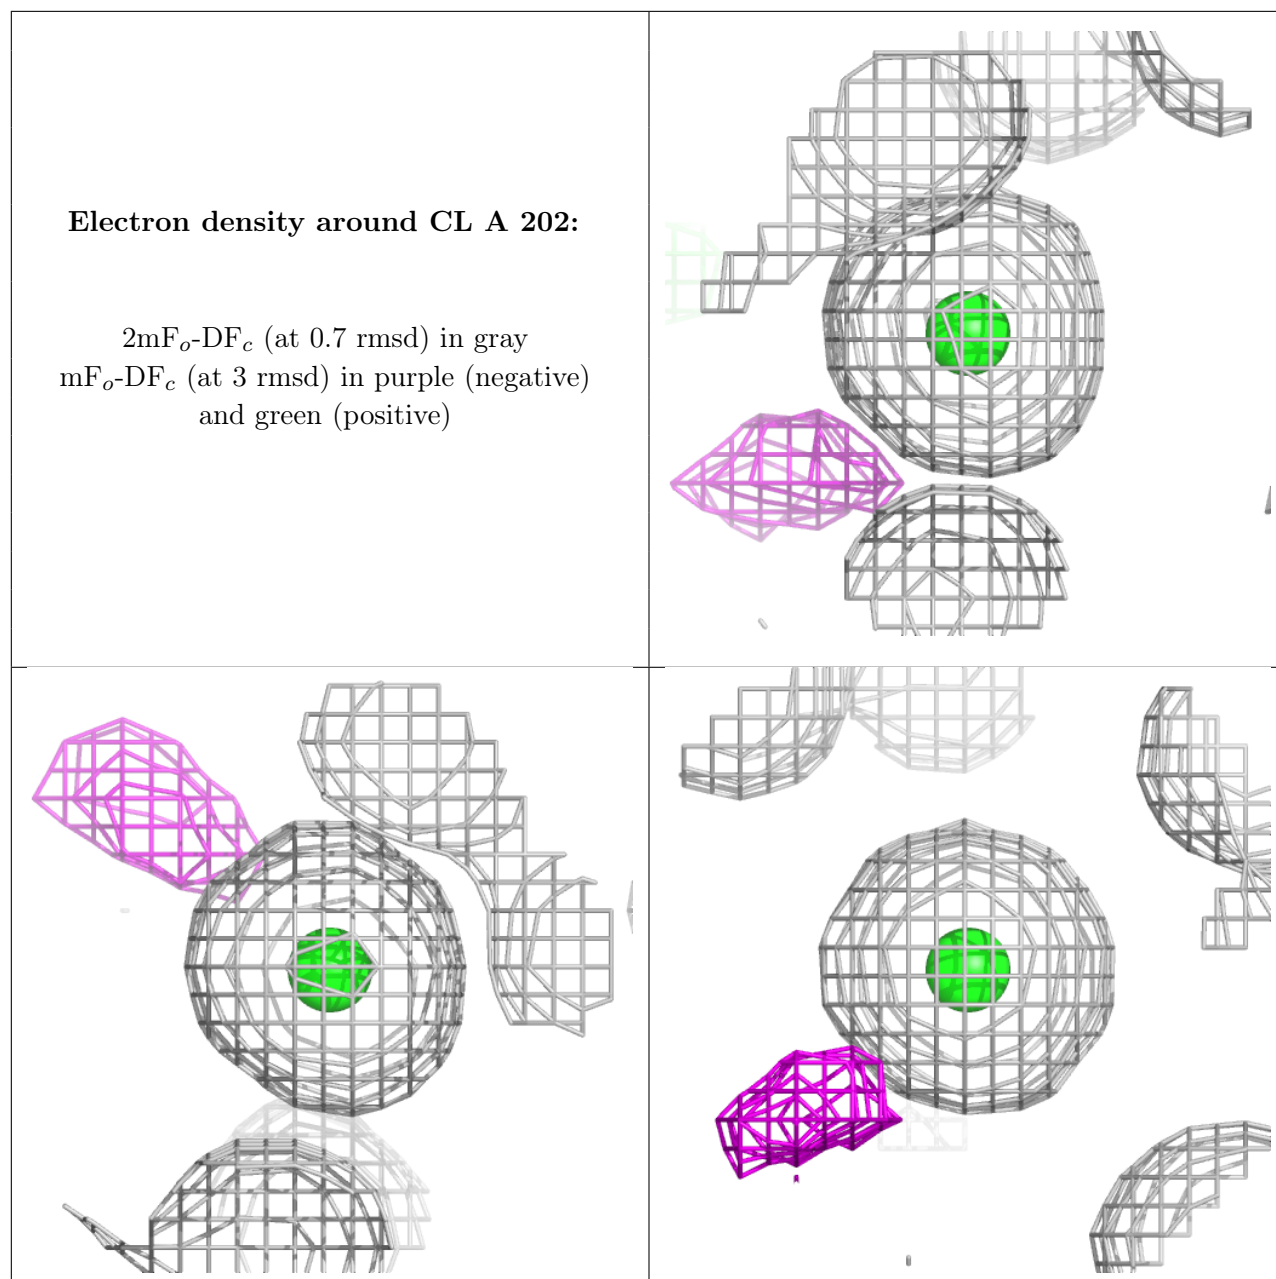 Electron density around CL A 202:
2mFo-DFc (at 0.7 rmsd) in gray
mFo-DFc (at 3 rmsd) in purple (negative)
and green (positive)